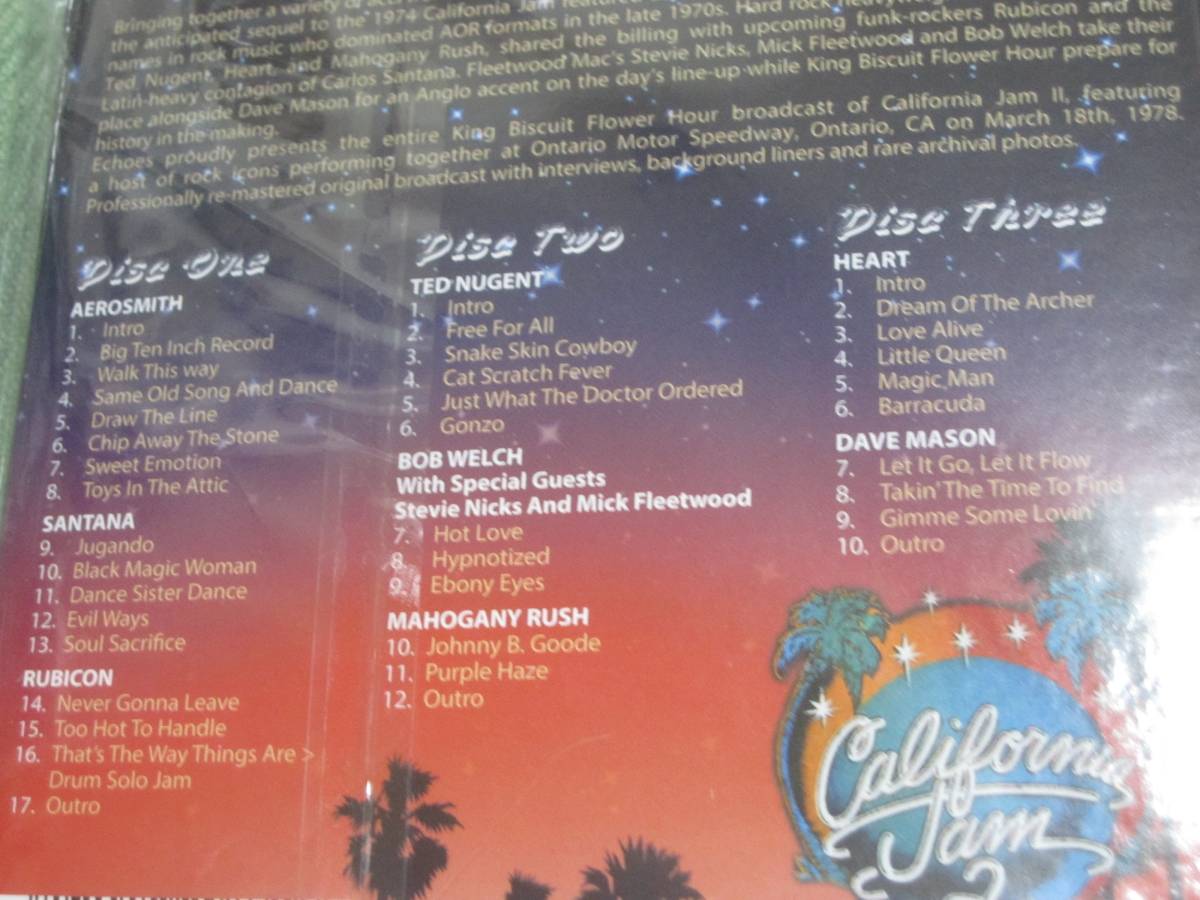 Bringing together a variety of acts
the anticipated sequel to the 1974 California Jam featured
names in rock music who dominated AOR formats in the late 1970s. Hard rock
Ted Nugent, Heart, and Mahogany Rush, shared the billing with upcoming funk-rockers Rubicon and the
Latin-heavy contagion of Carlos Santana. Fleetwood Mac's Stevie Nicks, Mick Fleetwood and Bob Welch take their
place alongside Dave Mason for an Anglo accent on the day's line-up while King Biscuit Flower Hour prepare for
history in the making.
Echoes proudly presents the entire King Biscuit Flower Hour broadcast of California Jam II, featuring
a host of rock icons performing together at Ontario Motor Speedway, Ontario, CA on March 18th, 1978.
Professionally re-mastered original broadcast with interviews, background liners and rare archival photos.
Disc One
AEROSMITH
1. Intro
2. Big Ten Inch Record
3. Walk This way
4. Same Old Song And Dance
5. Draw The Line
6. Chip Away The Stone
7. Sweet Emotion
8. Toys In The Attic
SANTANA
9. Jugando
10. Black Magic Woman
11. Dance Sister Dance
12. Evil Ways
13. Soul Sacrifice
RUBICON
14. Never Gonna Leave
15. Too Hot To Handle
16. That's The Way Things Are >
Drum Solo Jam
17. Outro
Disc Two
TED NUGENT
1. Intro
2. Free For All
3. Snake Skin Cowboy
4. Cat Scratch Fever
5. Just What The Doctor Ordered
6. Gonzo
BOB WELCH
With Special Guests
Stevie Nicks And Mick Fleetwood
7. Hot Love
8. Hypnotized
9. Ebony Eyes
MAHOGANY RUSH
10. Johnny B. Goode
11. Purple Haze
12. Outro
Disc Three
HEART
1. Intro
2. Dream Of The Archer
3. Love Alive
4. Little Queen
5. Magic Man
6. Barracuda
DAVE MASON
7. Let It Go, Let It Flow
8. Takin' The Time To Find
9. Gimme Some Lovin'
10. Outro
California
Jam
2